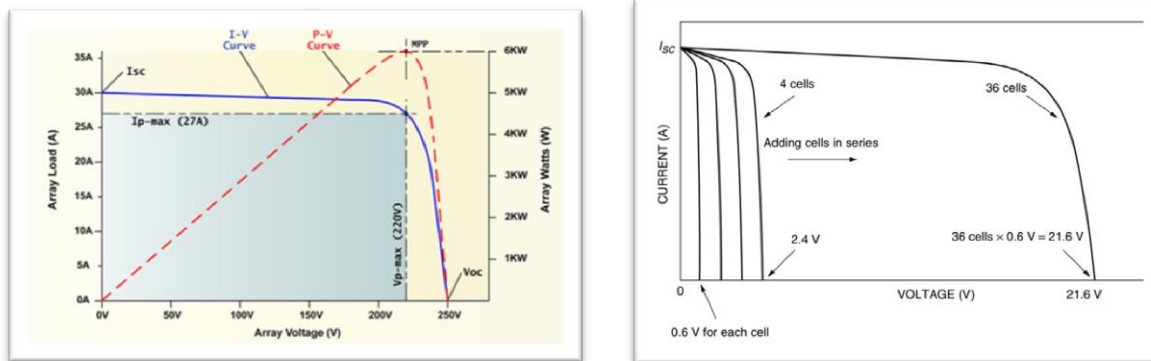 I-V
Curve
P-V
Curve
MPP
35A
6KW
Isc
30A
5KW
Ip-max (27A)
25A
4KW
20A
3KW
15A
2KW
10A
1KW
5A
Voc
0A
0V
50V
100V
150V
200V
250V
Array Voltage (V)
Array Load (A)
Array Watts (W)
Vp-max (220V)
ISC
4 cells
36 cells
Adding cells in series
CURRENT (A)
2.4 V
36 cells × 0.6 V = 21.6 V
0
VOLTAGE (V)
21.6 V
0.6 V for each cell